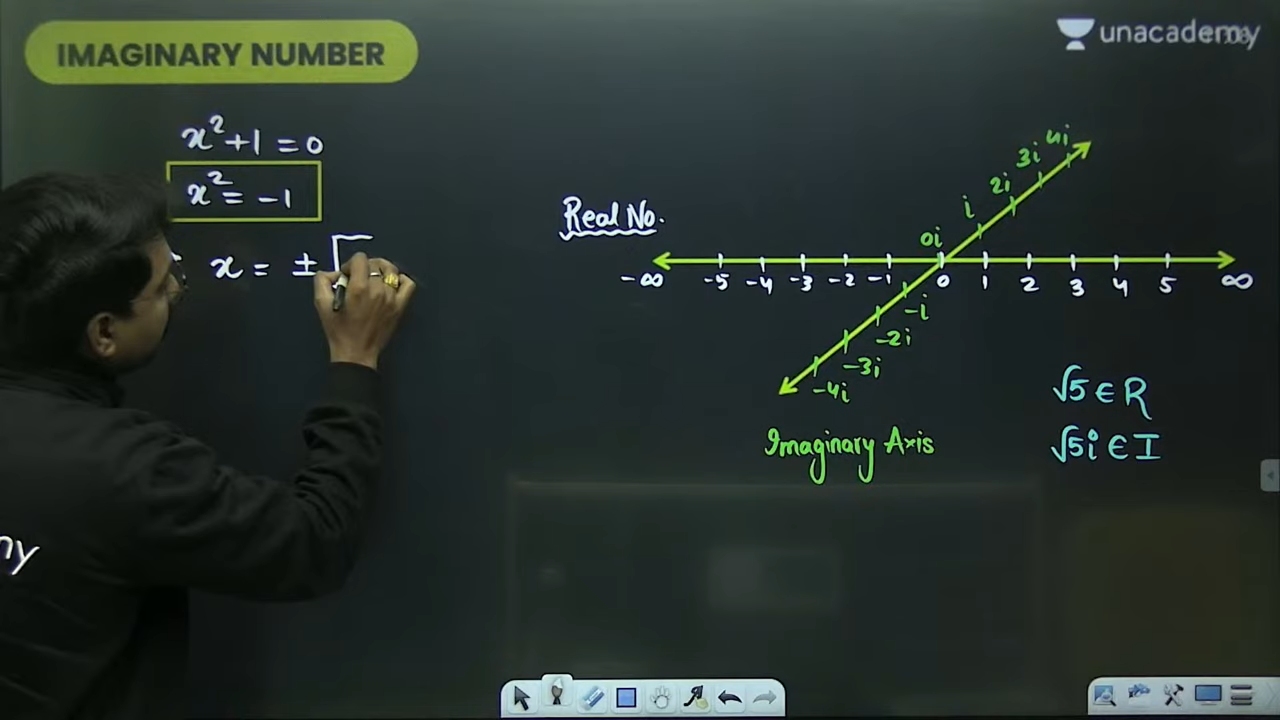 IMAGINARY NUMBER
unacademy
x²+1 = 0
x² = -1
x = ± √
Real No.
4i
3i
2i
i
0i
-∞ -5 -4 -3 -2 -1 0 1 2 3 4 5 ∞
-i
-2i
-3i
-4i
Imaginary Axis
√5 ∈ R
√5i ∈ I
my